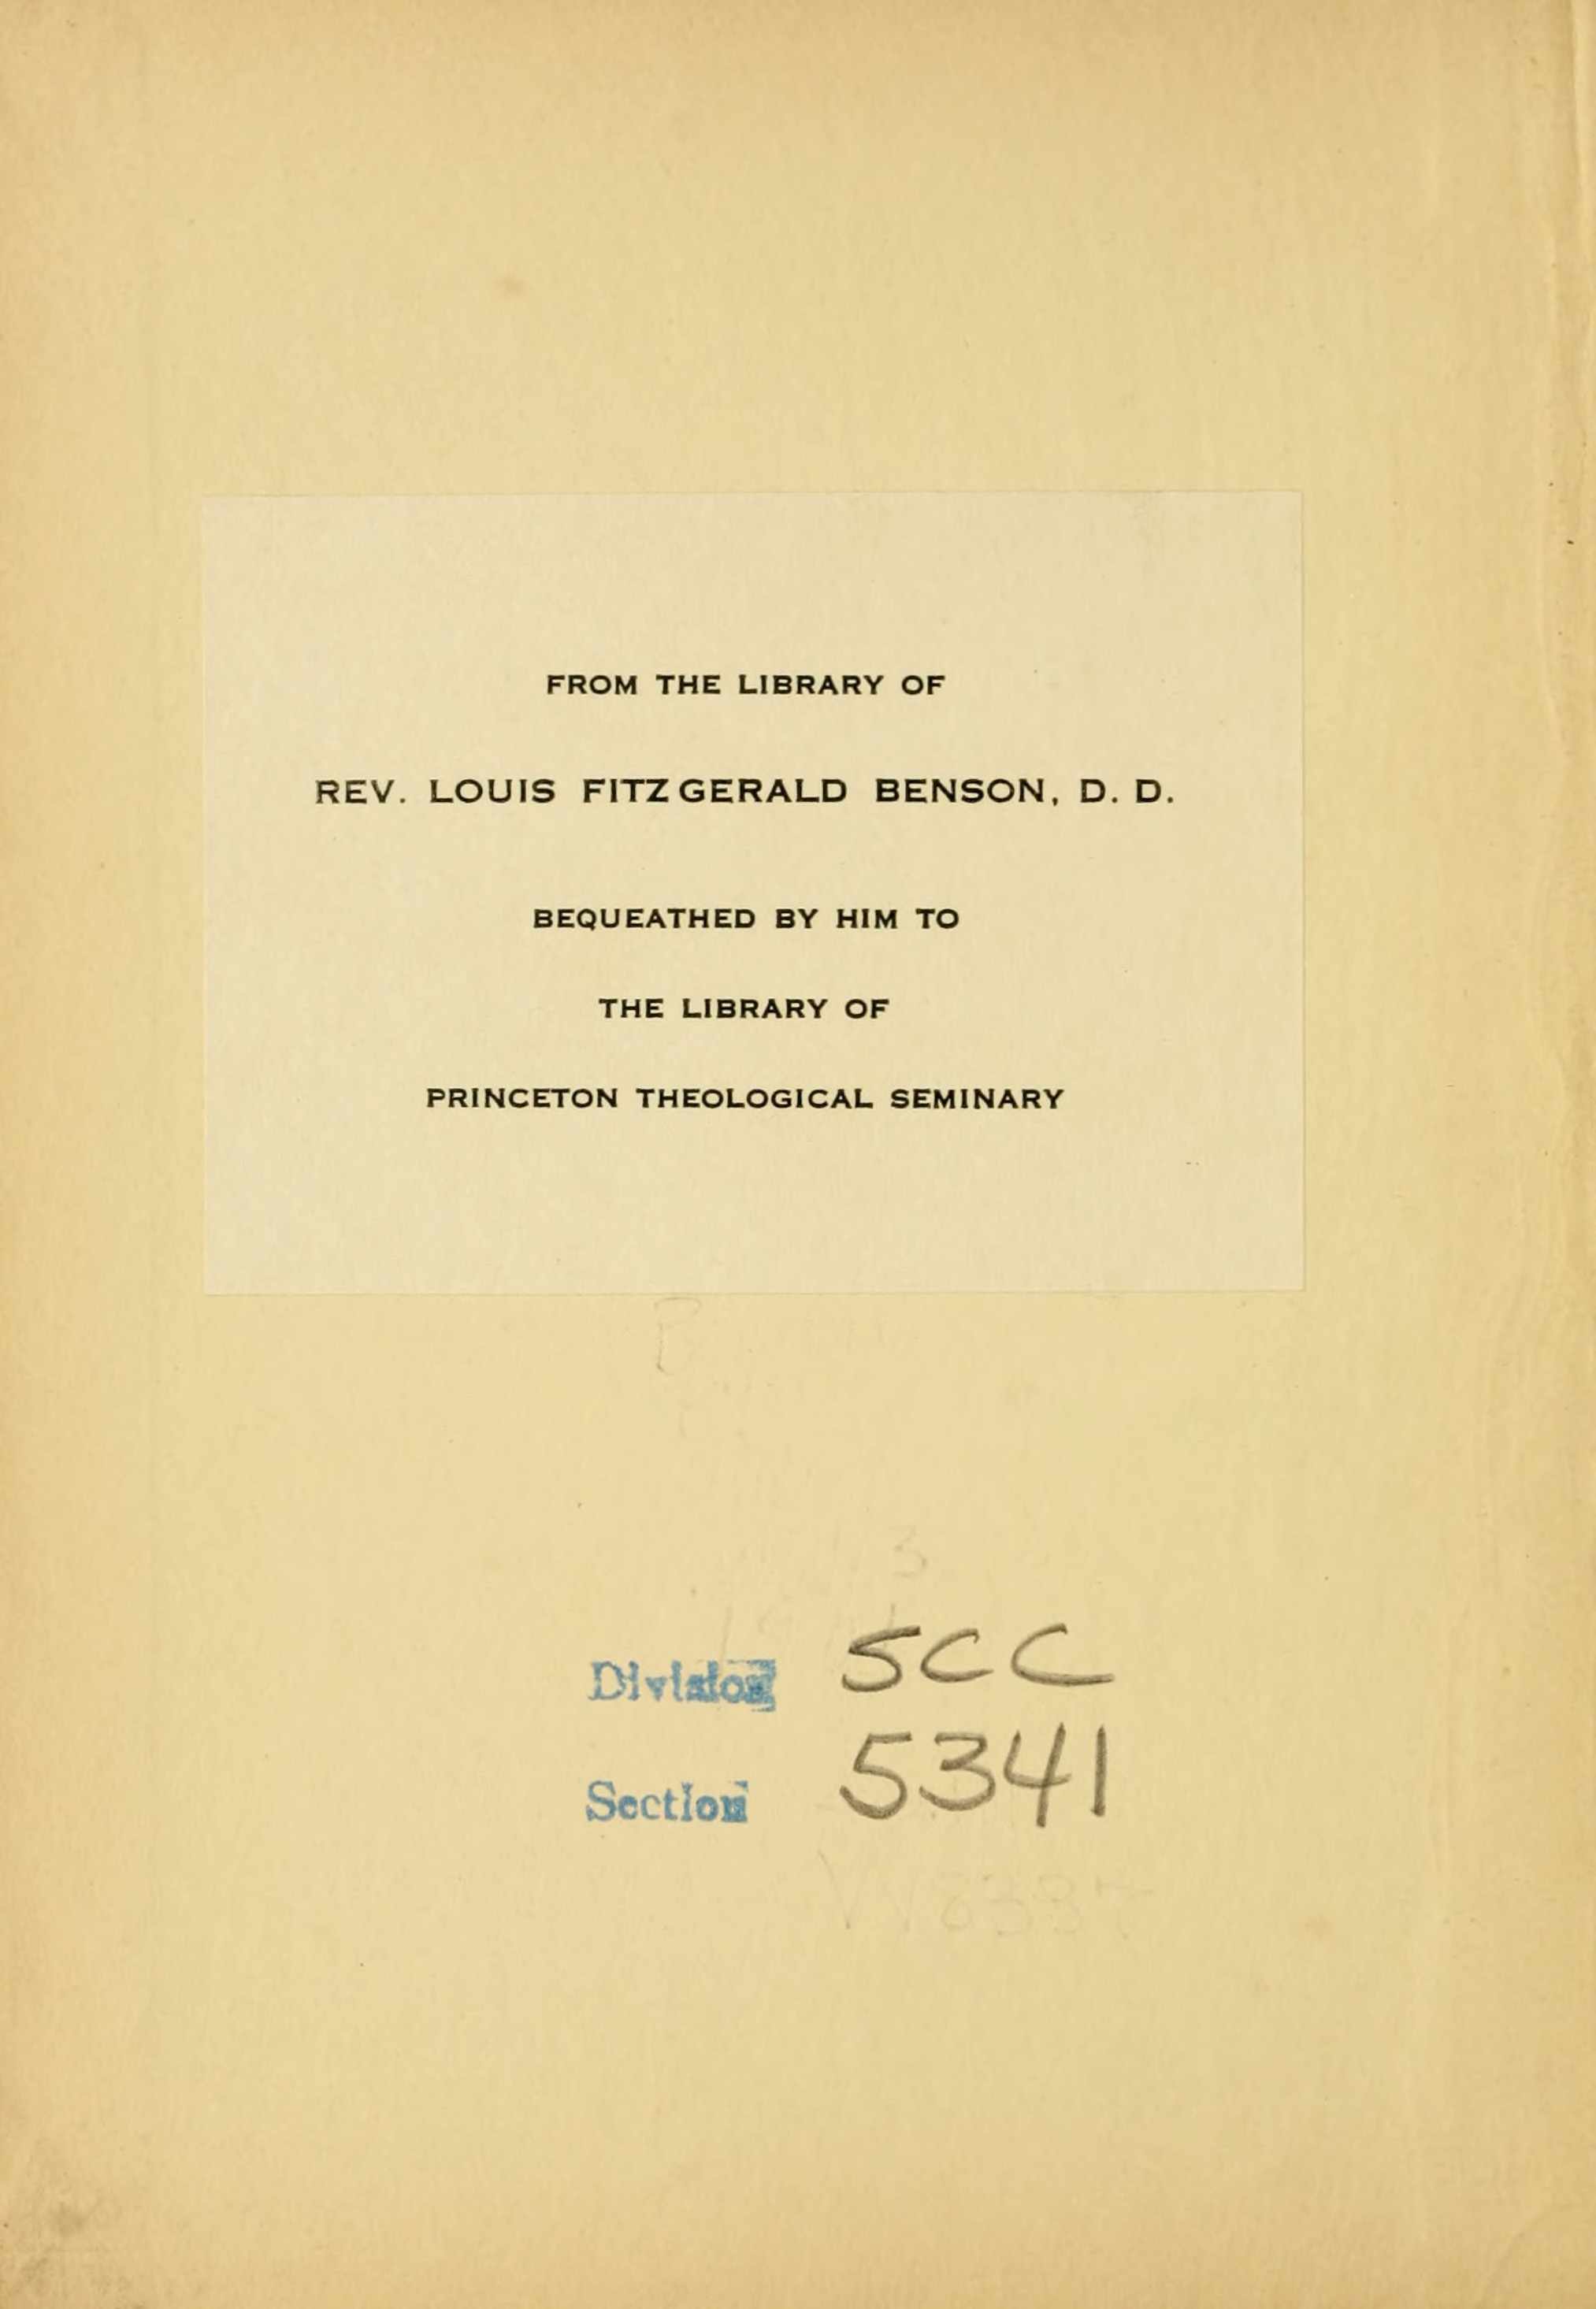 FROM THE LIBRARY OF
REV. LOUIS FITZGERALD BENSON, D. D.
BEQUEATHED BY HIM TO
THE LIBRARY OF
PRINCETON THEOLOGICAL SEMINARY
Division SCC
Section 5341